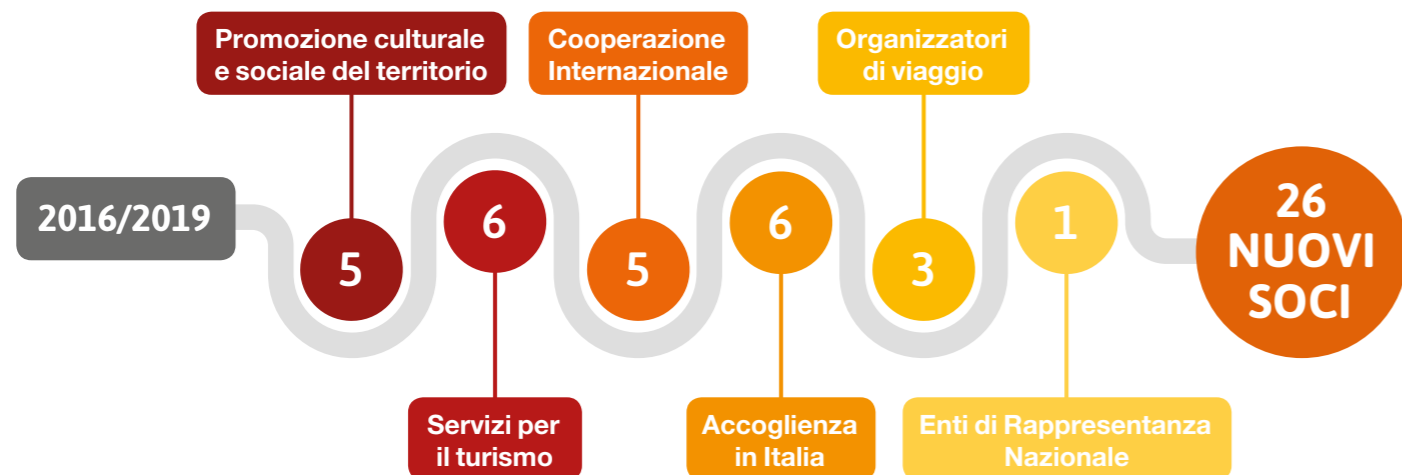 Promozione culturale
e sociale del territorio
Cooperazione
Internazionale
Organizzatori
di viaggio
2016/2019
5
6
5
6
3
1
26
NUOVI
SOCI
Servizi per
il turismo
Accoglienza
in Italia
Enti di Rappresentanza
Nazionale